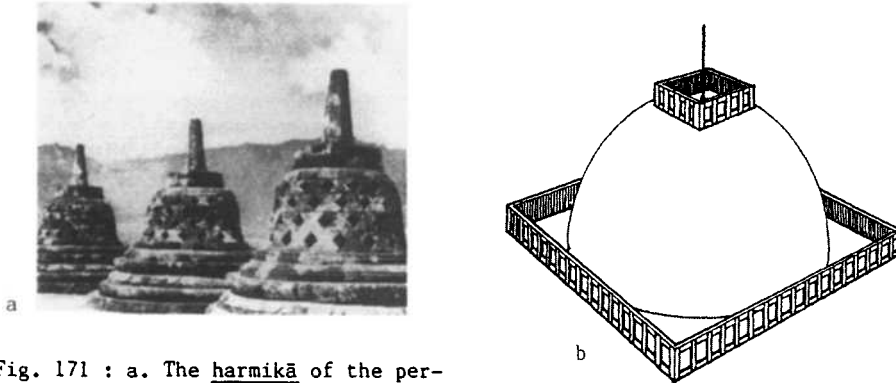 a
b
Fig. 171 : a. The harmikā of the per-